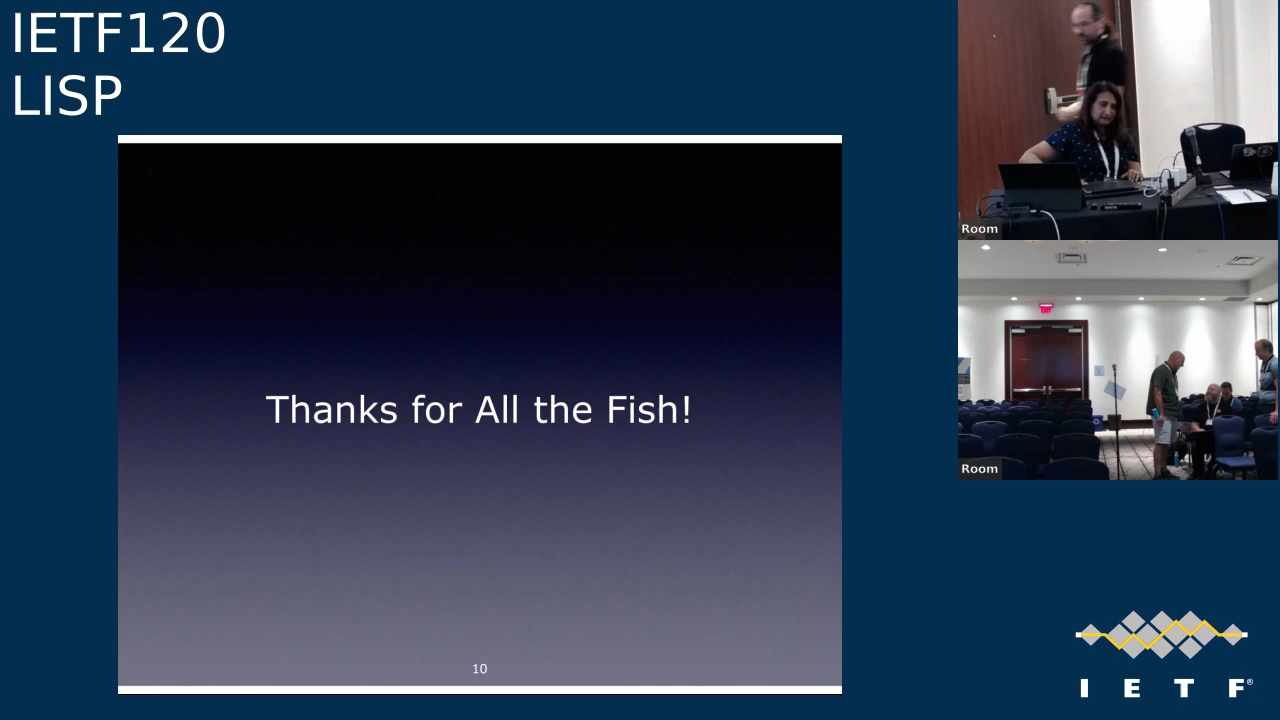 IETF120
LISP
Thanks for All the Fish!
10
Room
Room
I E T F®